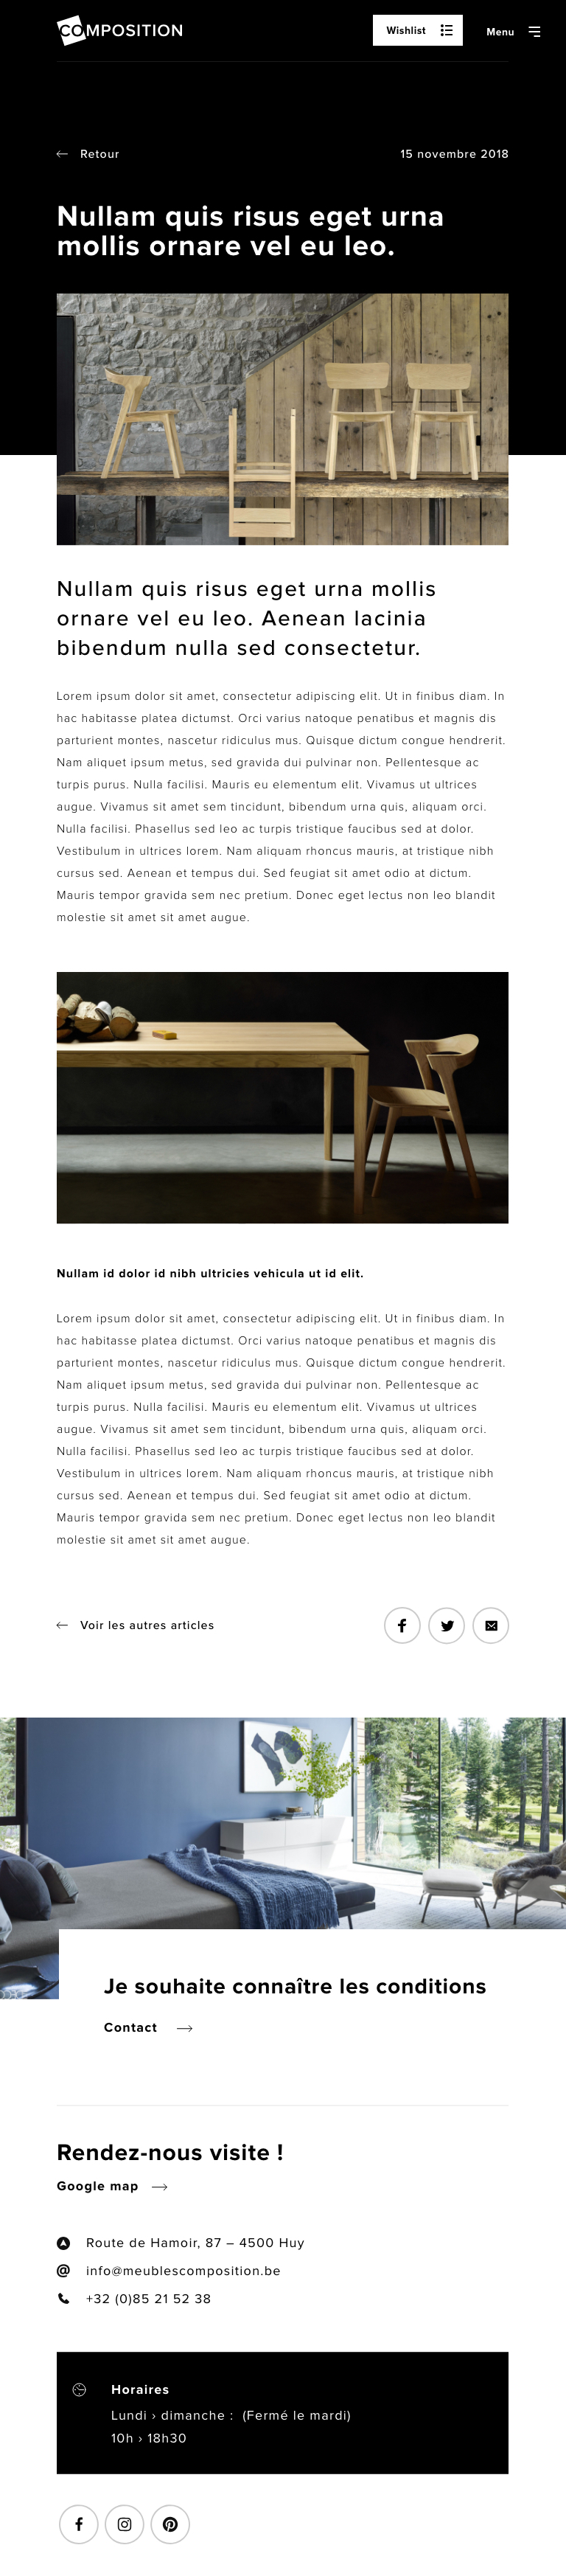 COMPOSITION
Wishlist
Menu
Retour
15 novembre 2018
Nullam quis risus eget urna
mollis ornare vel eu leo.
Nullam quis risus eget urna mollis
ornare vel eu leo. Aenean lacinia
bibendum nulla sed consectetur.
Lorem ipsum dolor sit amet, consectetur adipiscing elit. Ut in finibus diam. In
hac habitasse platea dictumst. Orci varius natoque penatibus et magnis dis
parturient montes, nascetur ridiculus mus. Quisque dictum congue hendrerit.
Nam aliquet ipsum metus, sed gravida dui pulvinar non. Pellentesque ac
turpis purus. Nulla facilisi. Mauris eu elementum elit. Vivamus ut ultrices
augue. Vivamus sit amet sem tincidunt, bibendum urna quis, aliquam orci.
Nulla facilisi. Phasellus sed leo ac turpis tristique faucibus sed at dolor.
Vestibulum in ultrices lorem. Nam aliquam rhoncus mauris, at tristique nibh
cursus sed. Aenean et tempus dui. Sed feugiat sit amet odio at dictum.
Mauris tempor gravida sem nec pretium. Donec eget lectus non leo blandit
molestie sit amet sit amet augue.
Nullam id dolor id nibh ultricies vehicula ut id elit.
Lorem ipsum dolor sit amet, consectetur adipiscing elit. Ut in finibus diam. In
hac habitasse platea dictumst. Orci varius natoque penatibus et magnis dis
parturient montes, nascetur ridiculus mus. Quisque dictum congue hendrerit.
Nam aliquet ipsum metus, sed gravida dui pulvinar non. Pellentesque ac
turpis purus. Nulla facilisi. Mauris eu elementum elit. Vivamus ut ultrices
augue. Vivamus sit amet sem tincidunt, bibendum urna quis, aliquam orci.
Nulla facilisi. Phasellus sed leo ac turpis tristique faucibus sed at dolor.
Vestibulum in ultrices lorem. Nam aliquam rhoncus mauris, at tristique nibh
cursus sed. Aenean et tempus dui. Sed feugiat sit amet odio at dictum.
Mauris tempor gravida sem nec pretium. Donec eget lectus non leo blandit
molestie sit amet sit amet augue.
Voir les autres articles
Je souhaite connaître les conditions
Contact
Rendez-nous visite !
Google map
Route de Hamoir, 87 – 4500 Huy
info@meublescomposition.be
+32 (0)85 21 52 38
Horaires
Lundi › dimanche : (Fermé le mardi)
10h › 18h30